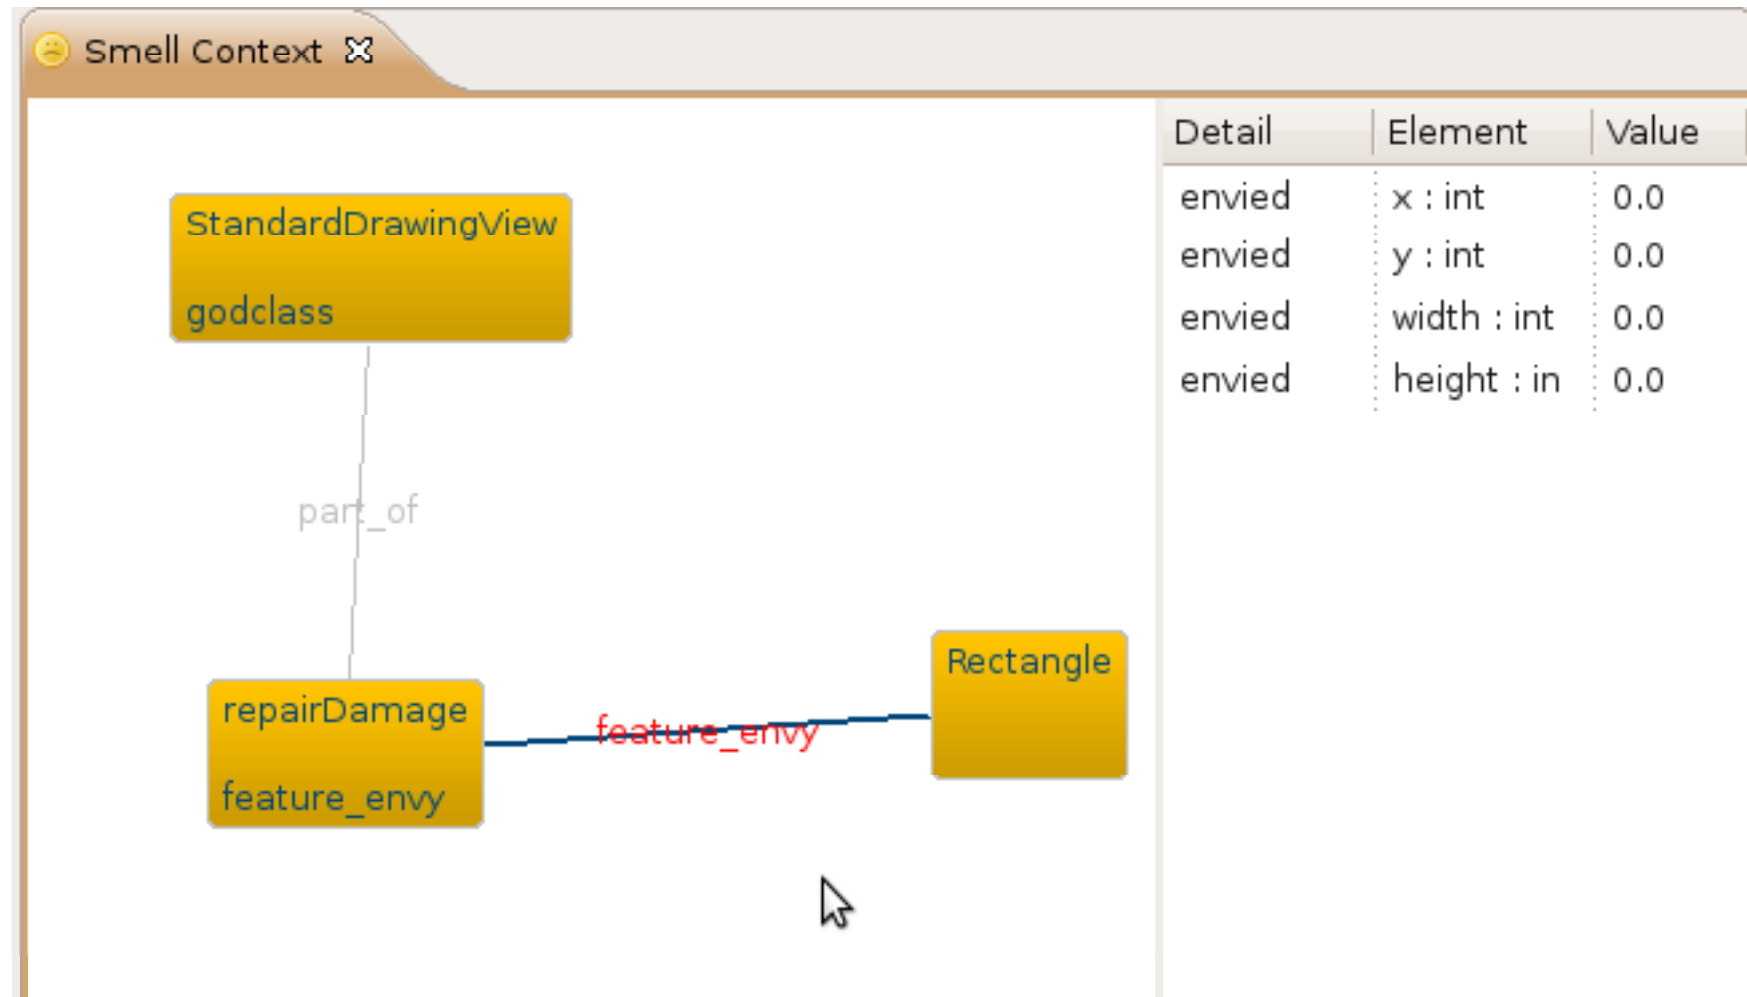 Smell Context
Detail Element Value
envied x : int 0.0
envied y : int 0.0
envied width : int 0.0
envied height : in 0.0
StandardDrawingView
godclass
part_of
repairDamage
feature_envy
feature_envy
Rectangle